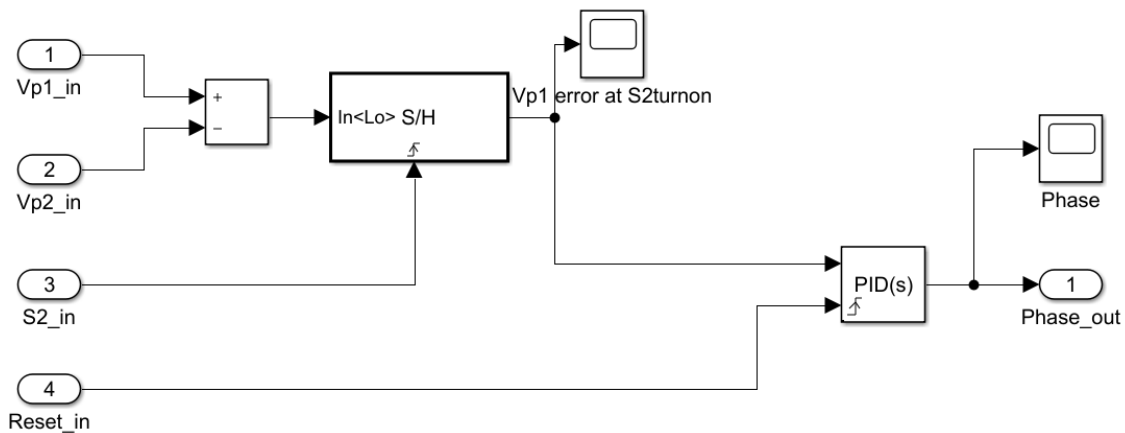 1
Vp1_in
2
Vp2_in
+
−
In<Lo> S/H
Vp1 error at S2turnon
3
S2_in
4
Reset_in
PID(s)
Phase
1
Phase_out